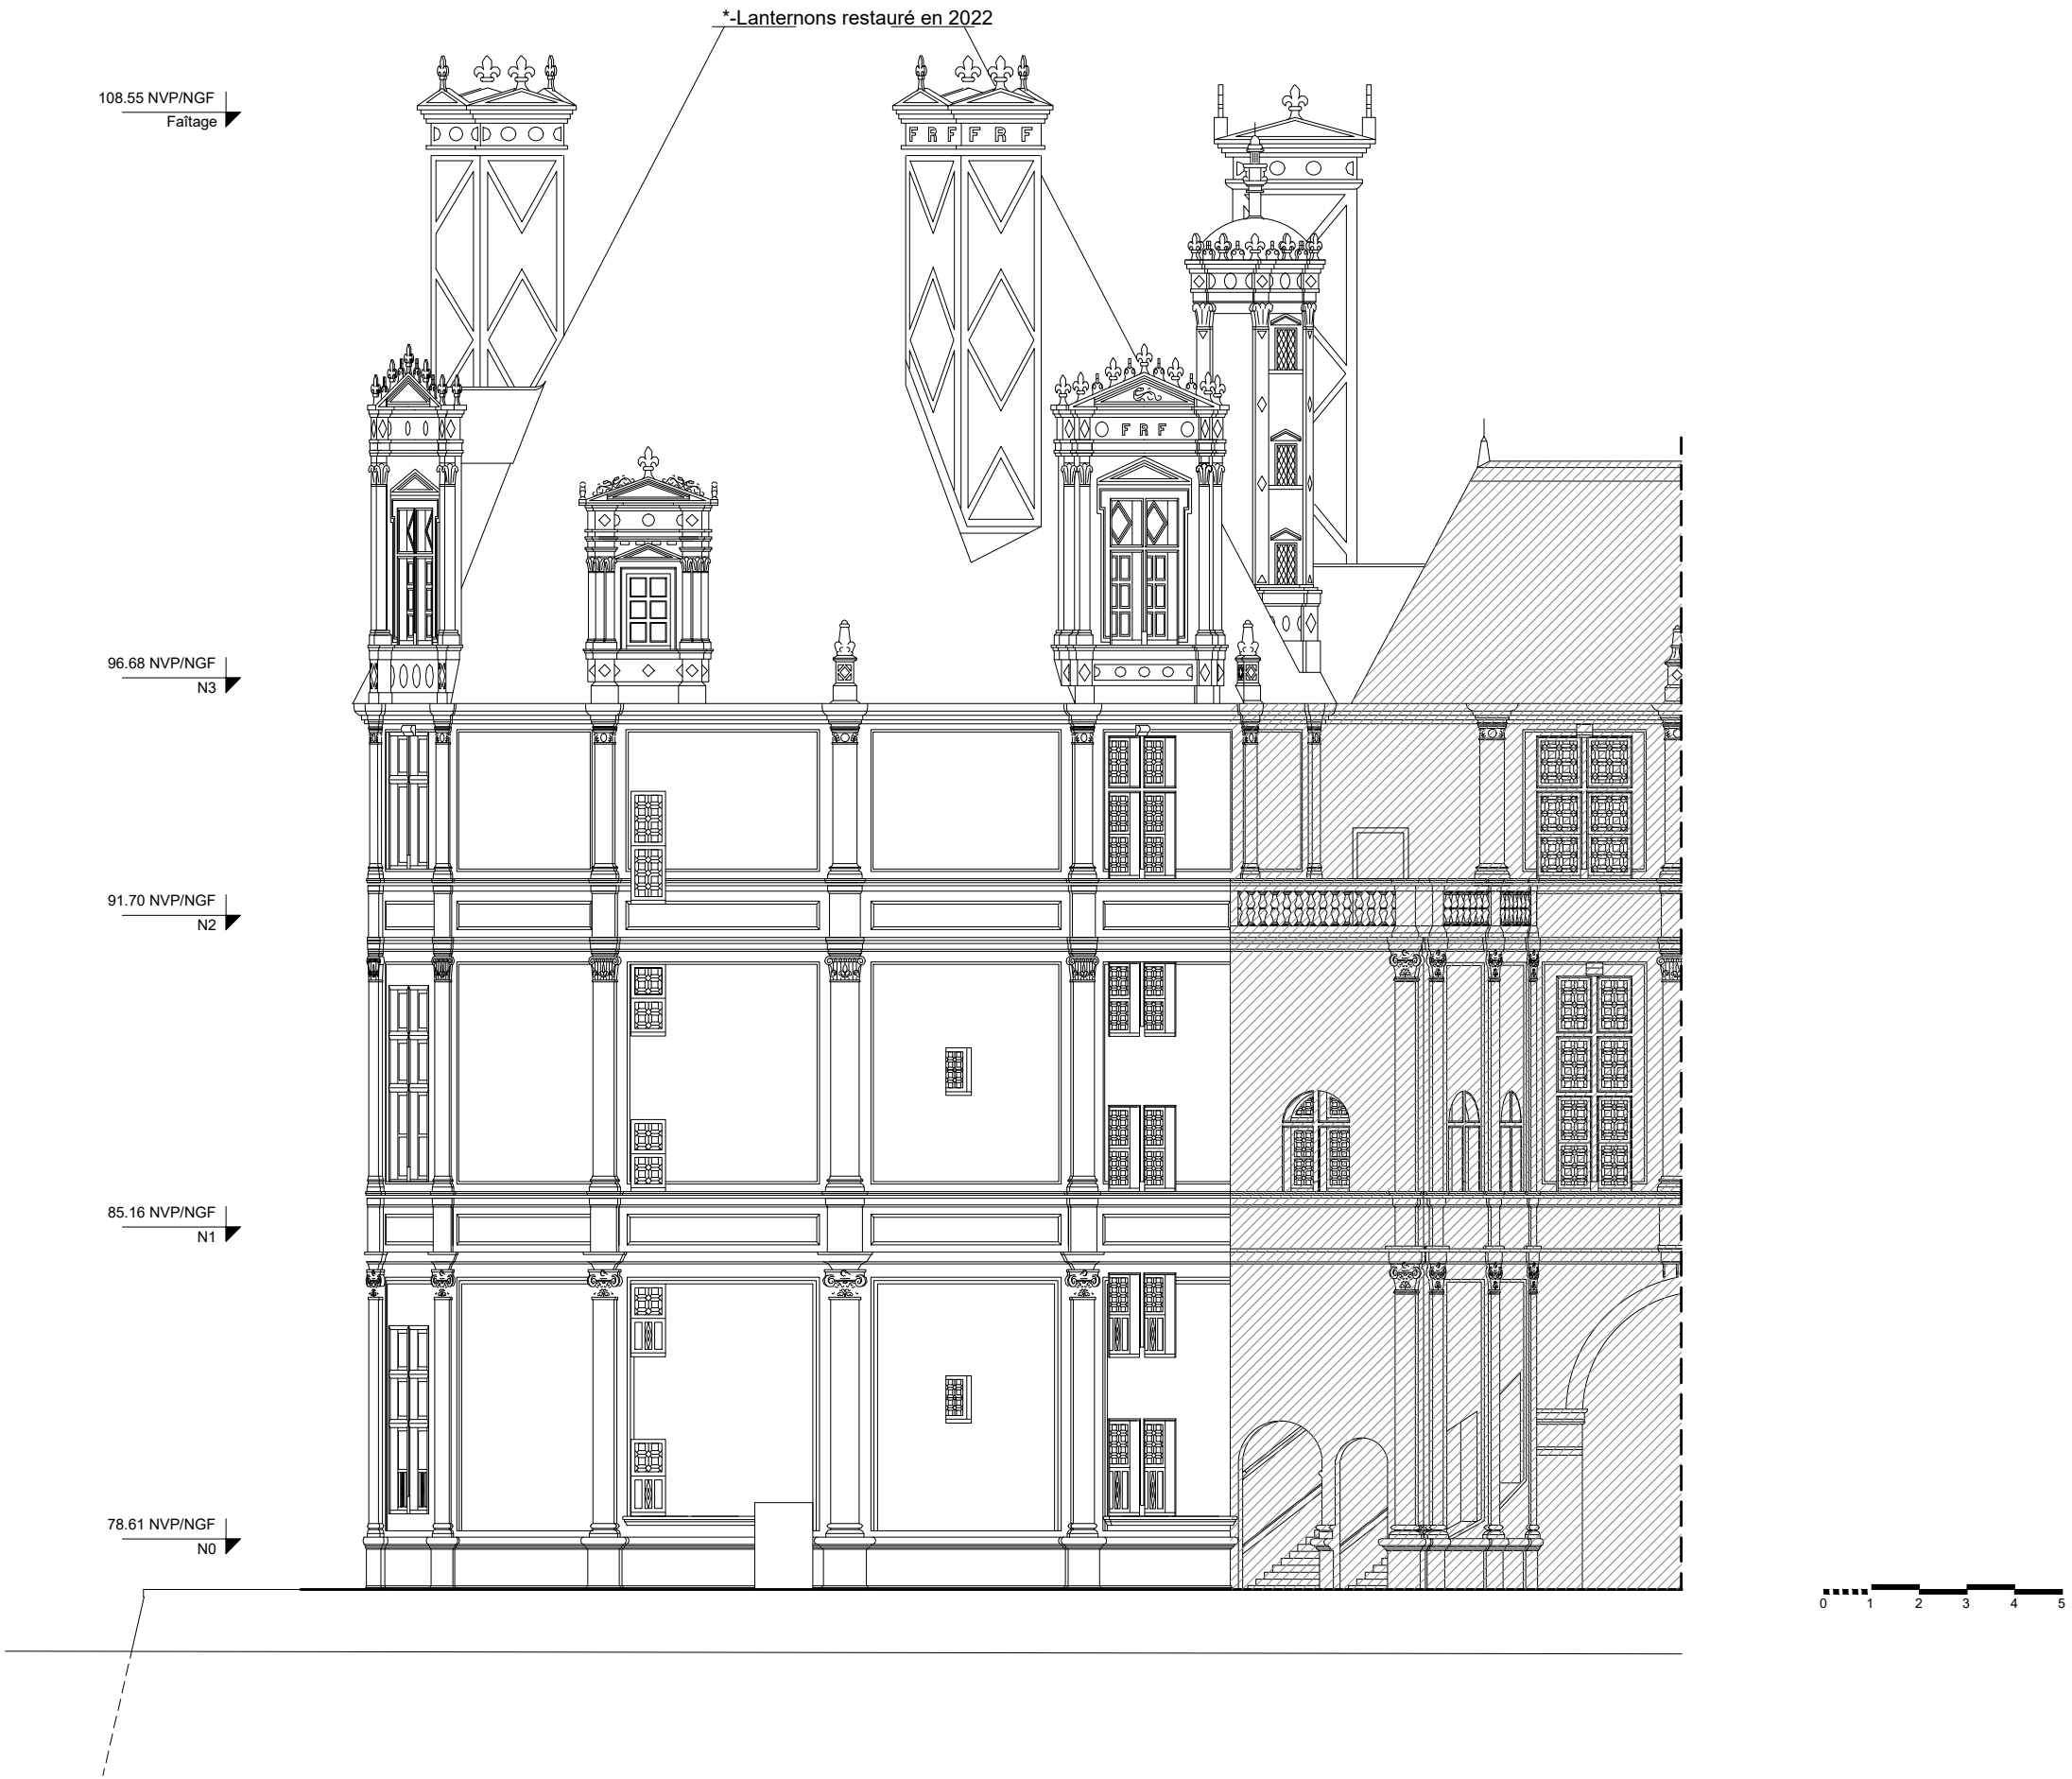 *-Lanternons restauré en 2022
108.55 NVP/NGF
Faîtage
F R F F R F
F R F
96.68 NVP/NGF
N3
91.70 NVP/NGF
N2
85.16 NVP/NGF
N1
78.61 NVP/NGF
N0
0 1 2 3 4 5